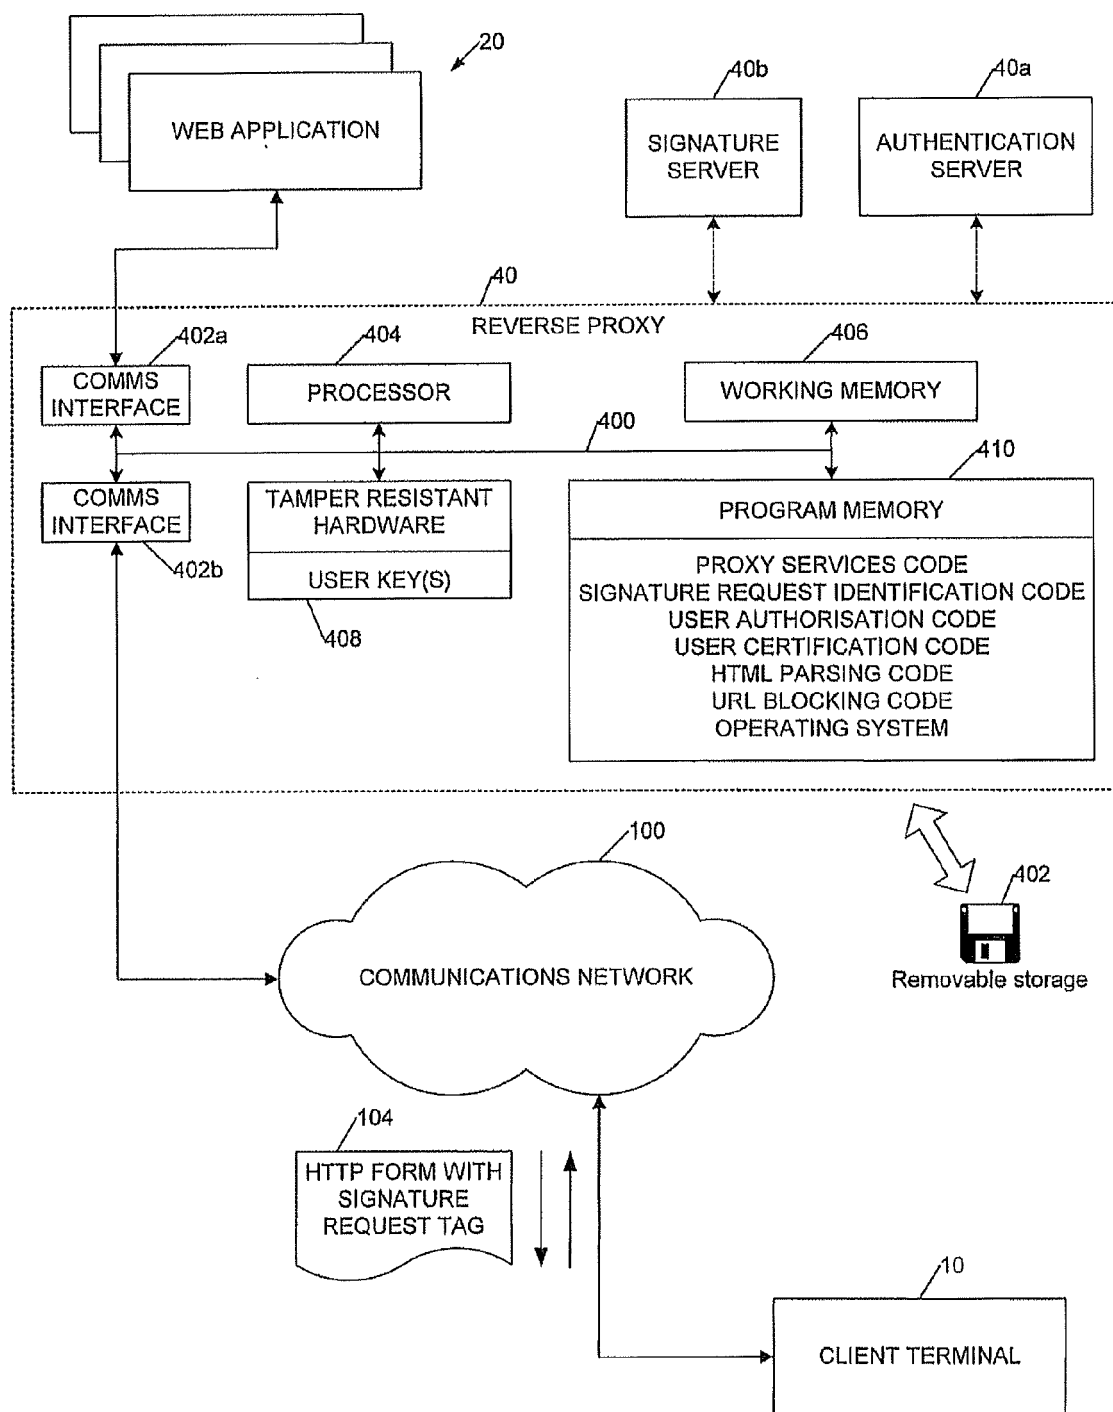 20
WEB APPLICATION
40b
SIGNATURE
SERVER
40a
AUTHENTICATION
SERVER
40
REVERSE PROXY
402a
COMMS
INTERFACE
404
PROCESSOR
406
WORKING MEMORY
400
COMMS
INTERFACE
402b
TAMPER RESISTANT
HARDWARE
USER KEY(S)
408
410
PROGRAM MEMORY
PROXY SERVICES CODE
SIGNATURE REQUEST IDENTIFICATION CODE
USER AUTHORISATION CODE
USER CERTIFICATION CODE
HTML PARSING CODE
URL BLOCKING CODE
OPERATING SYSTEM
100
COMMUNICATIONS NETWORK
402
Removable storage
104
HTTP FORM WITH
SIGNATURE
REQUEST TAG
10
CLIENT TERMINAL